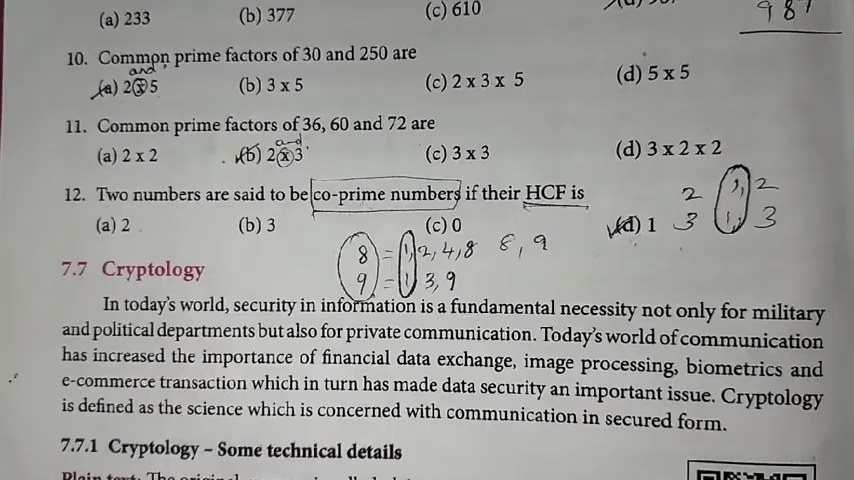 (a) 233 (b) 377 (c) 610 987
10. Common prime factors of 30 and 250 are
and
(a) 2 x 5 (b) 3 x 5 (c) 2 x 3 x 5 (d) 5 x 5
11. Common prime factors of 36, 60 and 72 are
and
(a) 2 x 2 (b) 2 x 3 (c) 3 x 3 (d) 3 x 2 x 2
12. Two numbers are said to be co-prime numbers if their HCF is 2 1, 2
(a) 2 (b) 3 (c) 0 (d) 1 3 1, 3
8 = 1, 2, 4, 8 8, 9
9 = 1, 3, 9
7.7 Cryptology
In today's world, security in information is a fundamental necessity not only for military
and political departments but also for private communication. Today's world of communication
has increased the importance of financial data exchange, image processing, biometrics and
e-commerce transaction which in turn has made data security an important issue. Cryptology
is defined as the science which is concerned with communication in secured form.
7.7.1 Cryptology – Some technical details
Plain text: The original